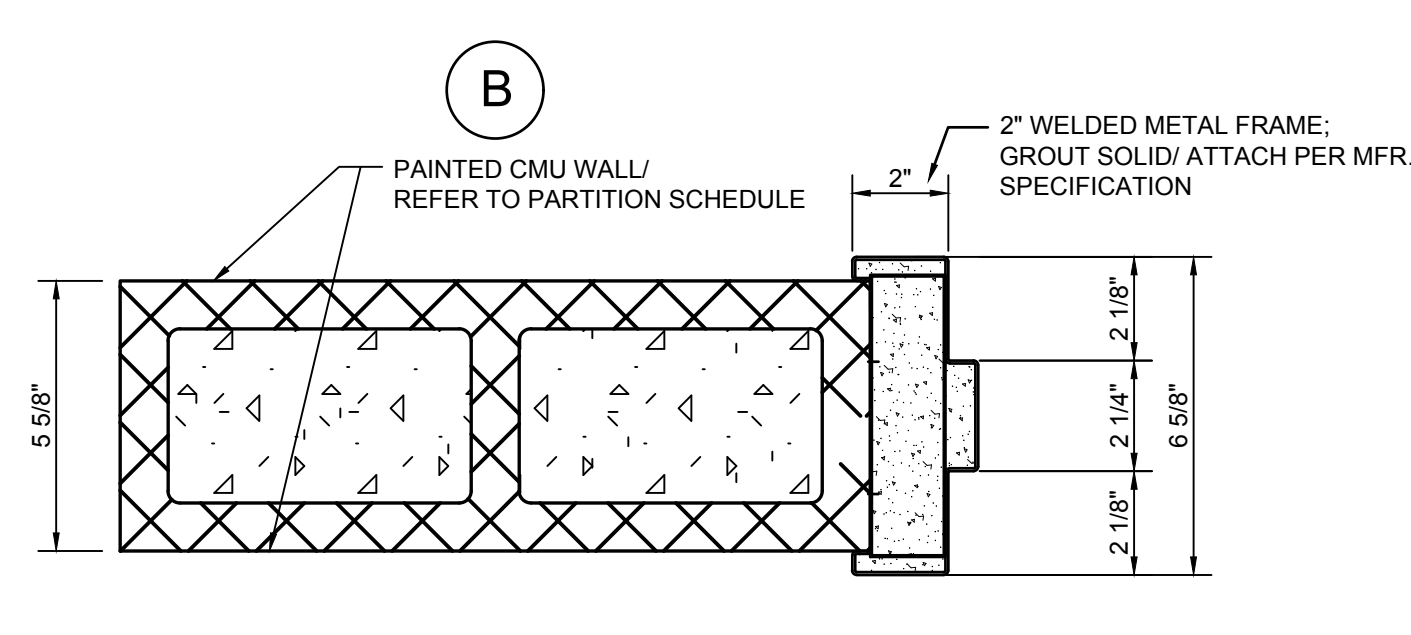 B
2" WELDED METAL FRAME;
GROUT SOLID/ ATTACH PER MFR.
SPECIFICATION
PAINTED CMU WALL/
REFER TO PARTITION SCHEDULE
2"
5 5/8"
2 1/8"
2 1/4"
6 5/8"
2 1/8"